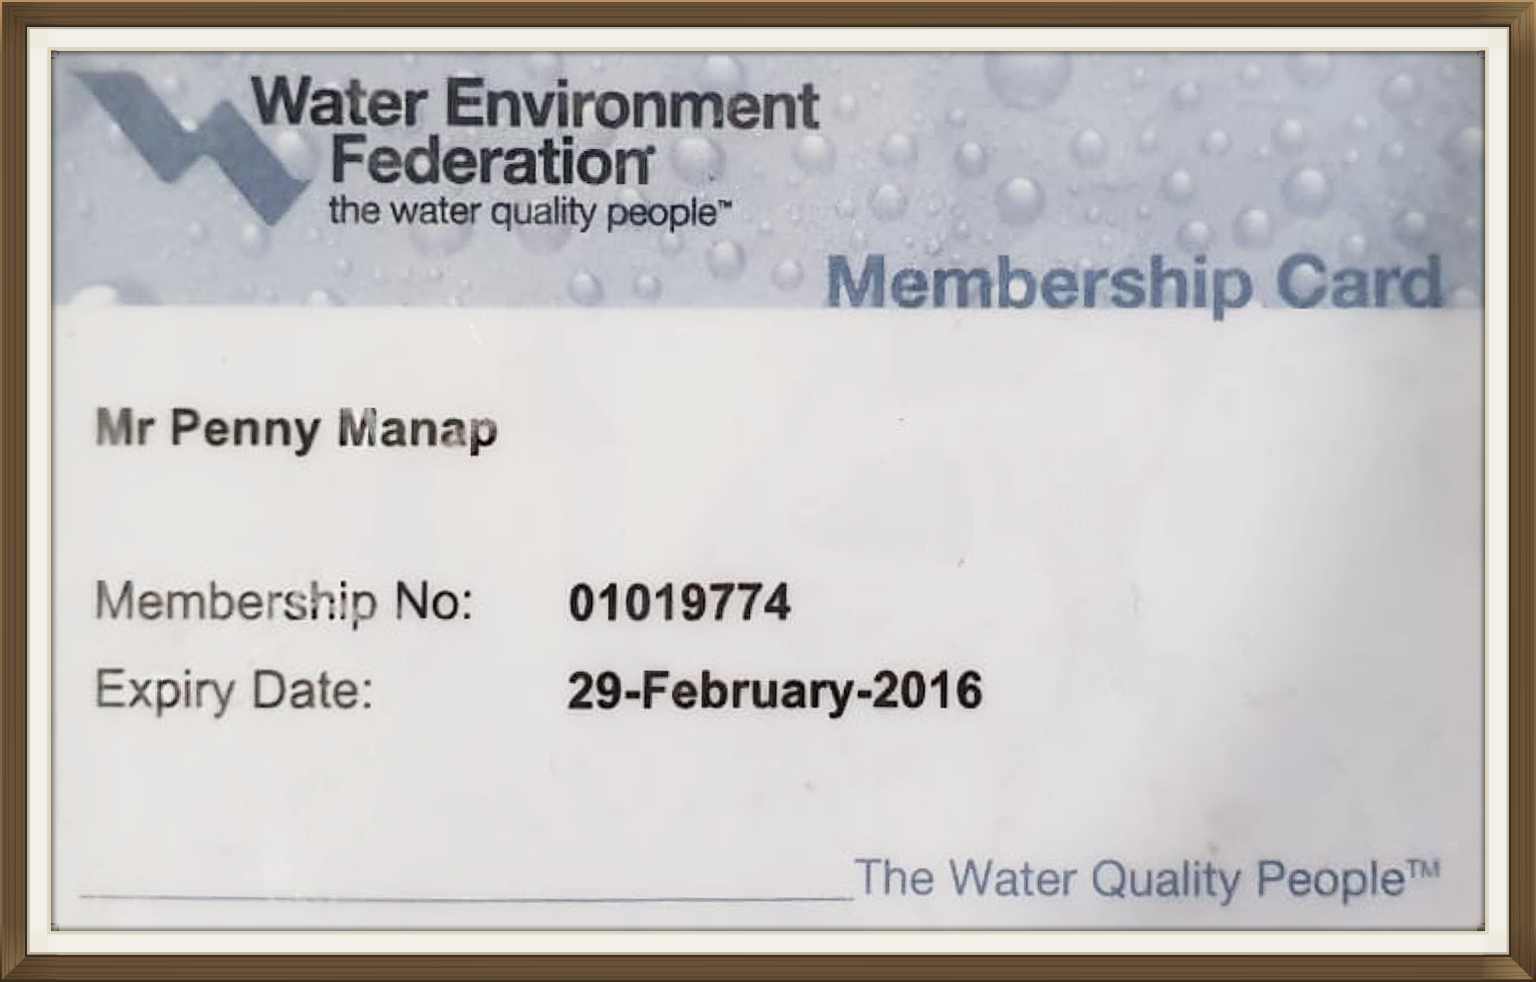 Water Environment
Federation
the water quality people™
Membership Card
Mr Penny Manap
Membership No: 01019774
Expiry Date: 29-February-2016
The Water Quality People™